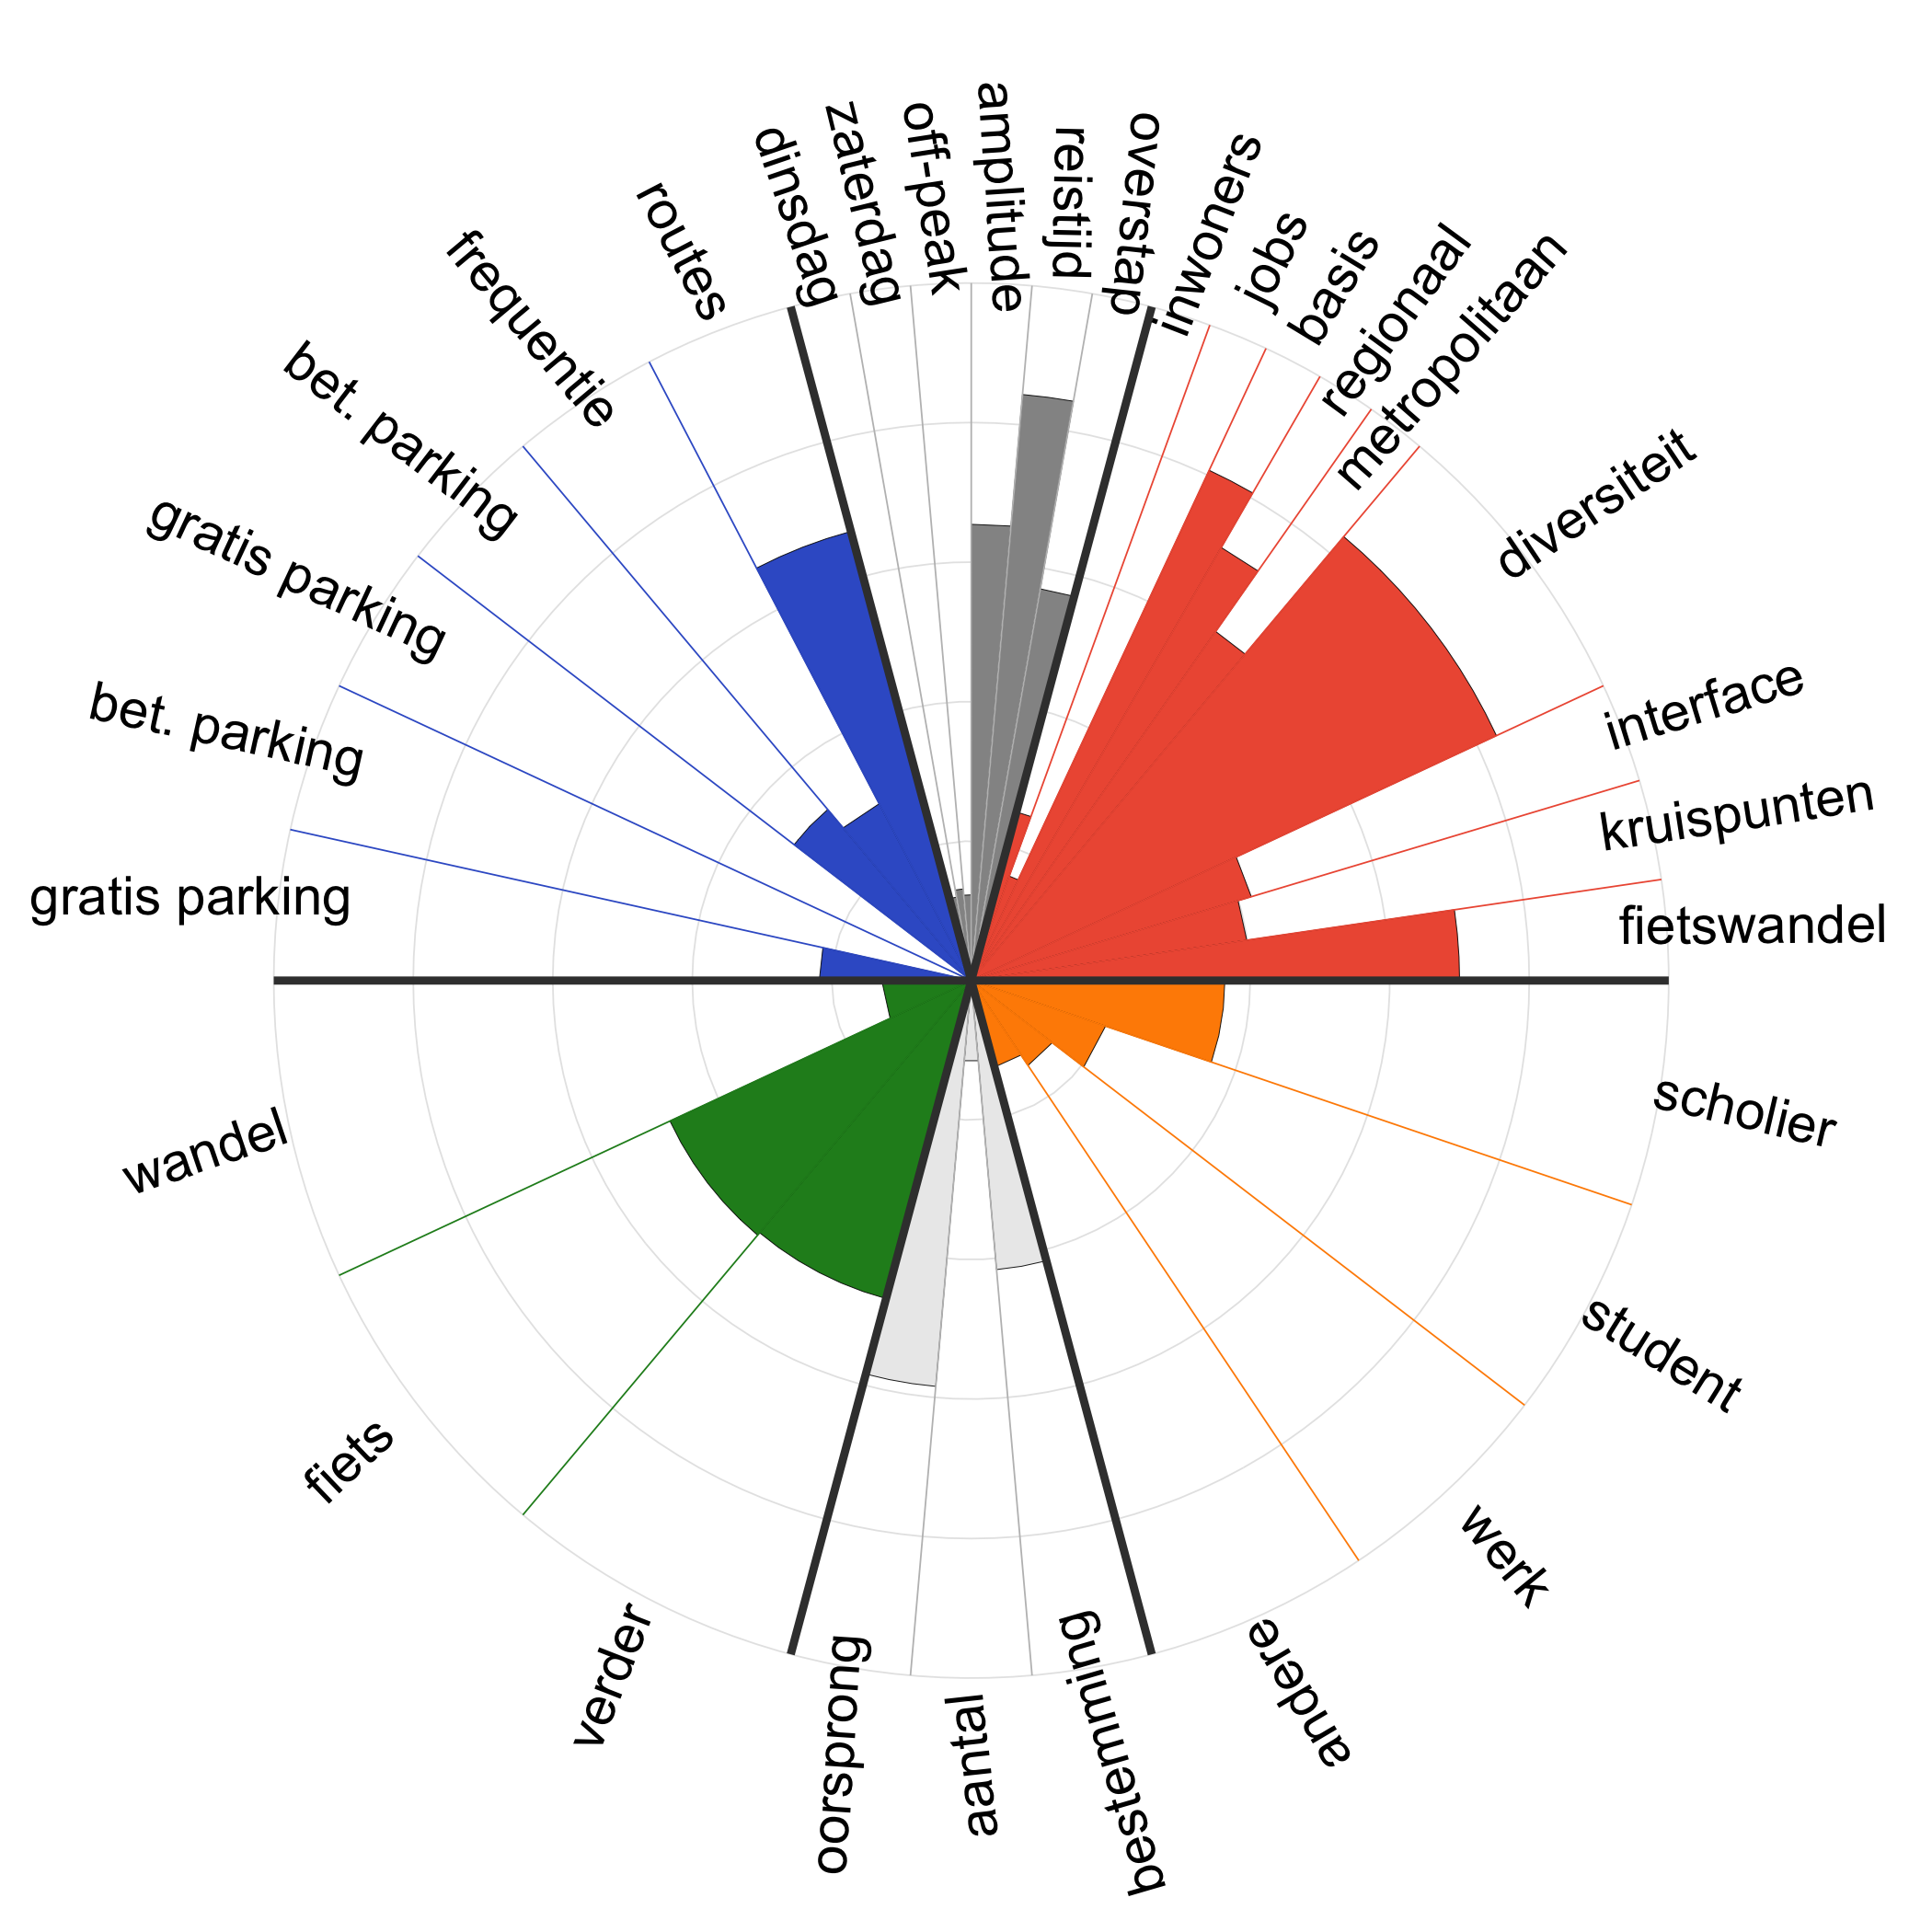 dinsdag
zaterdag
off-peak
amplitude
reistijd
overstap
inwoners
jobs
basis
regionaal
metropolitaan
diversiteit
interface
kruispunten
fietswandel
scholier
student
werk
andere
bestemming
aantal
oorsprong
verder
fiets
wandel
gratis parking
bet. parking
gratis parking
bet. parking
frequentie
routes